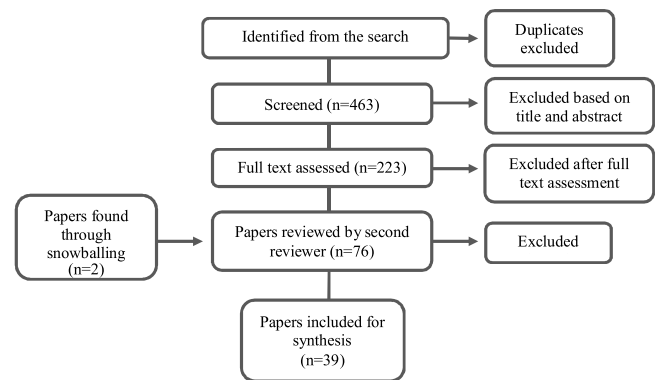 Identified from the search
Duplicates
excluded
Screened (n=463)
Excluded based on
title and abstract
Full text assessed (n=223)
Excluded after full
text assessment
Papers found
through
snowballing
(n=2)
Papers reviewed by second
reviewer (n=76)
Excluded
Papers included for
synthesis
(n=39)